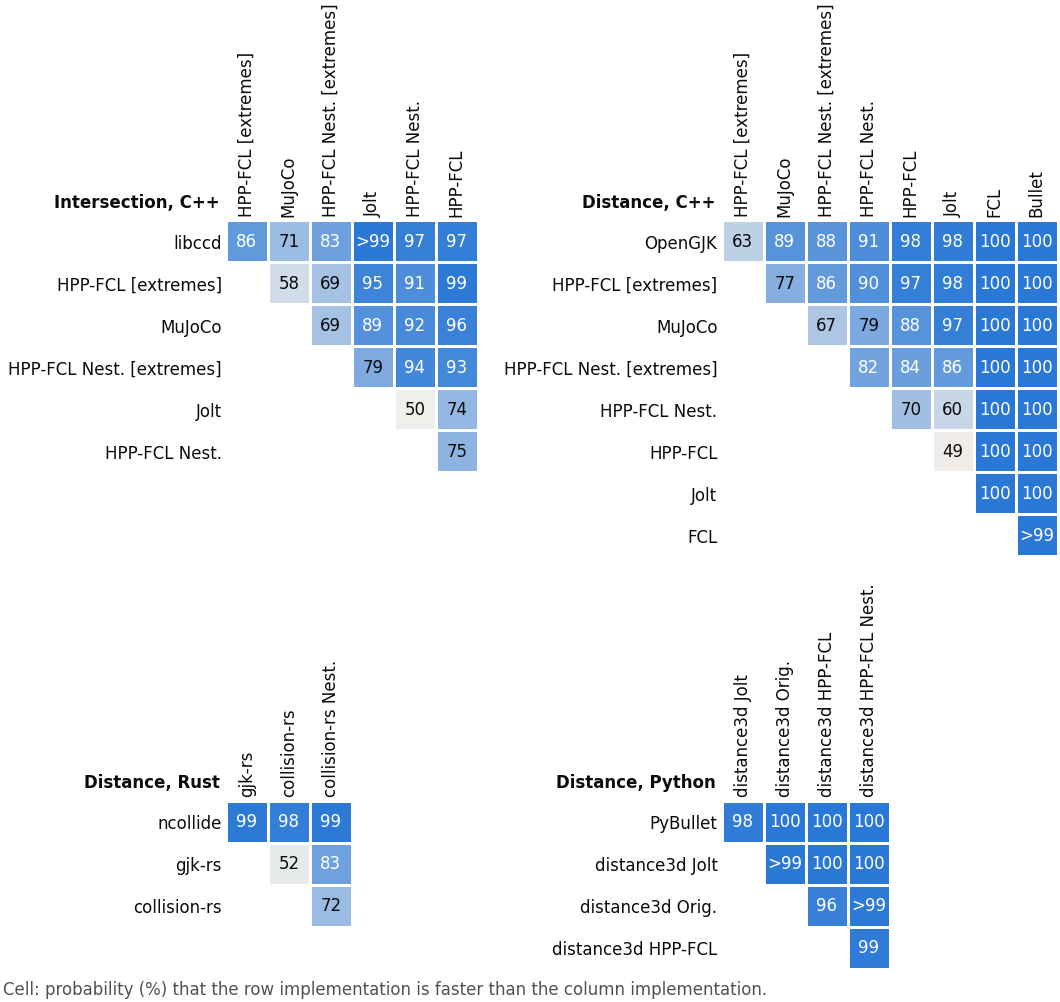 Intersection, C++ HPP-FCL [extremes] MuJoCo HPP-FCL Nest. [extremes] Jolt HPP-FCL Nest. HPP-FCL
libccd 86 71 83 >99 97 97
HPP-FCL [extremes] 58 69 95 91 99
MuJoCo 69 89 92 96
HPP-FCL Nest. [extremes] 79 94 93
Jolt 50 74
HPP-FCL Nest. 75
Distance, C++ HPP-FCL [extremes] MuJoCo HPP-FCL Nest. [extremes] HPP-FCL Nest. HPP-FCL Jolt FCL Bullet
OpenGJK 63 89 88 91 98 98 100 100
HPP-FCL [extremes] 77 86 90 97 98 100 100
MuJoCo 67 79 88 97 100 100
HPP-FCL Nest. [extremes] 82 84 86 100 100
HPP-FCL Nest. 70 60 100 100
HPP-FCL 49 100 100
Jolt 100 100
FCL >99
Distance, Rust gjk-rs collision-rs collision-rs Nest.
ncollide 99 98 99
gjk-rs 52 83
collision-rs 72
Distance, Python distance3d Jolt distance3d Orig. distance3d HPP-FCL distance3d HPP-FCL Nest.
PyBullet 98 100 100 100
distance3d Jolt >99 100 100
distance3d Orig. 96 >99
distance3d HPP-FCL 99
Cell: probability (%) that the row implementation is faster than the column implementation.